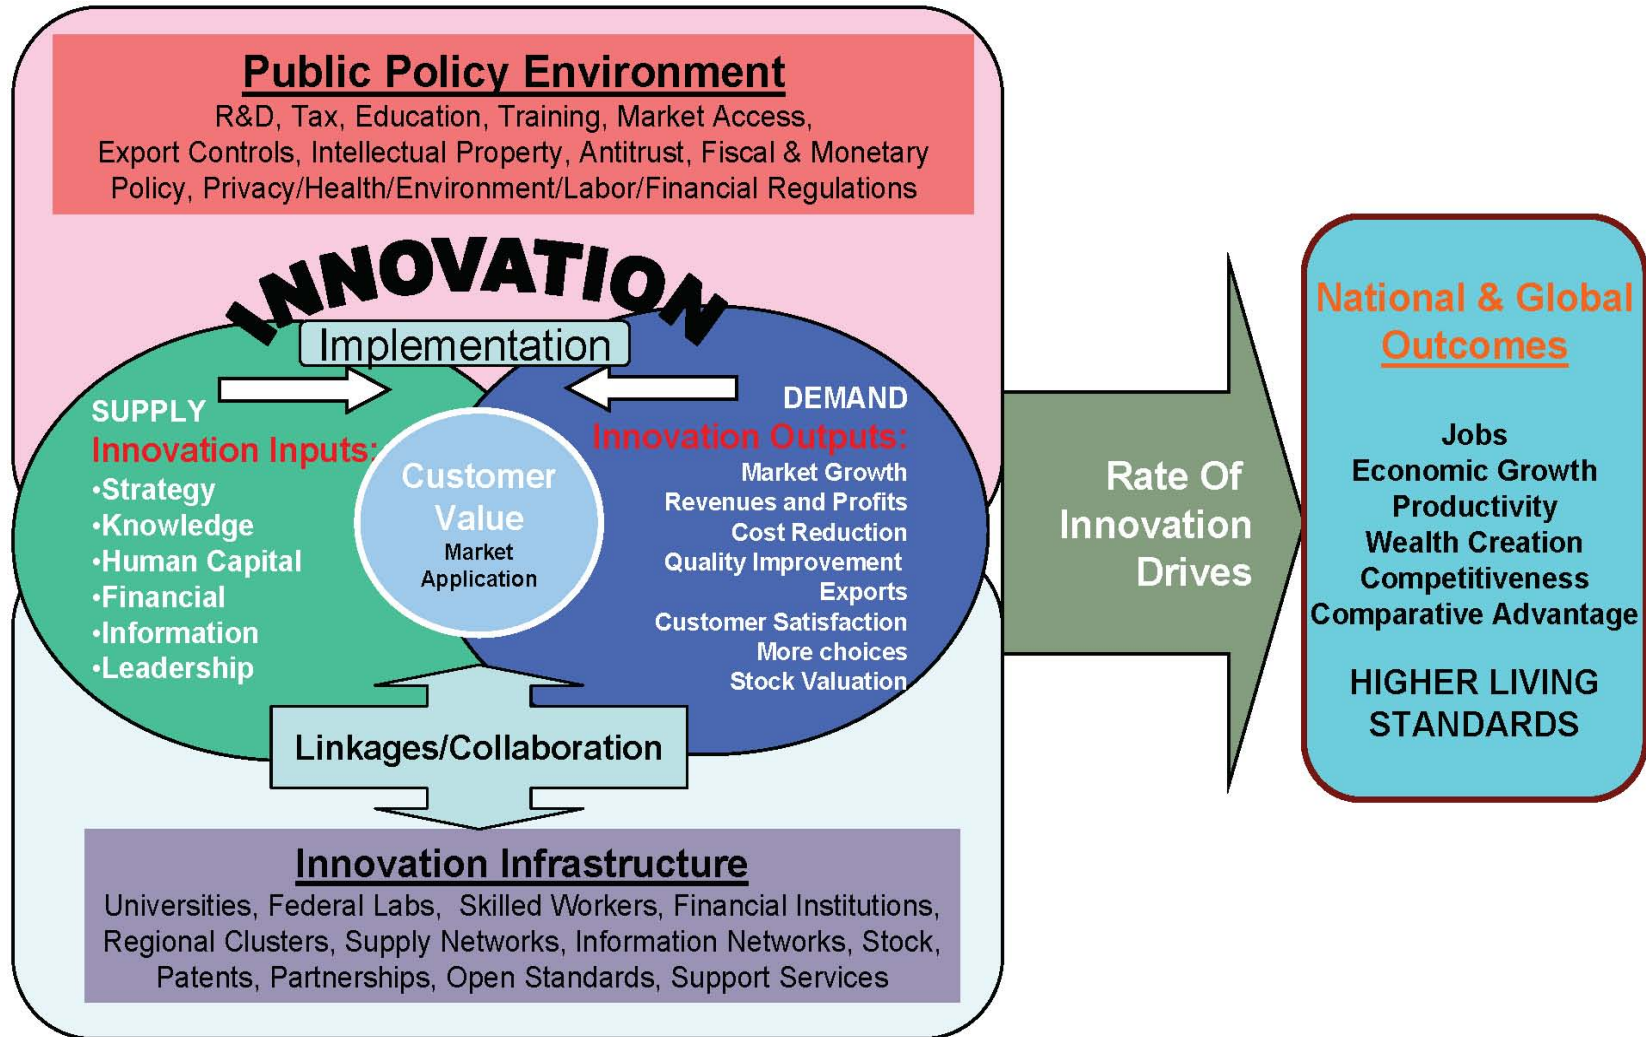 Public Policy Environment
R&D, Tax, Education, Training, Market Access,
Export Controls, Intellectual Property, Antitrust, Fiscal & Monetary
Policy, Privacy/Health/Environment/Labor/Financial Regulations
INNOVATION
Implementation
SUPPLY
Innovation Inputs:
•Strategy
•Knowledge
•Human Capital
•Financial
•Information
•Leadership
Customer
Value
Market
Application
DEMAND
Innovation Outputs:
Market Growth
Revenues and Profits
Cost Reduction
Quality Improvement
Exports
Customer Satisfaction
More choices
Stock Valuation
Linkages/Collaboration
Innovation Infrastructure
Universities, Federal Labs, Skilled Workers, Financial Institutions,
Regional Clusters, Supply Networks, Information Networks, Stock,
Patents, Partnerships, Open Standards, Support Services
Rate Of
Innovation
Drives
National & Global
Outcomes
Jobs
Economic Growth
Productivity
Wealth Creation
Competitiveness
Comparative Advantage
HIGHER LIVING
STANDARDS